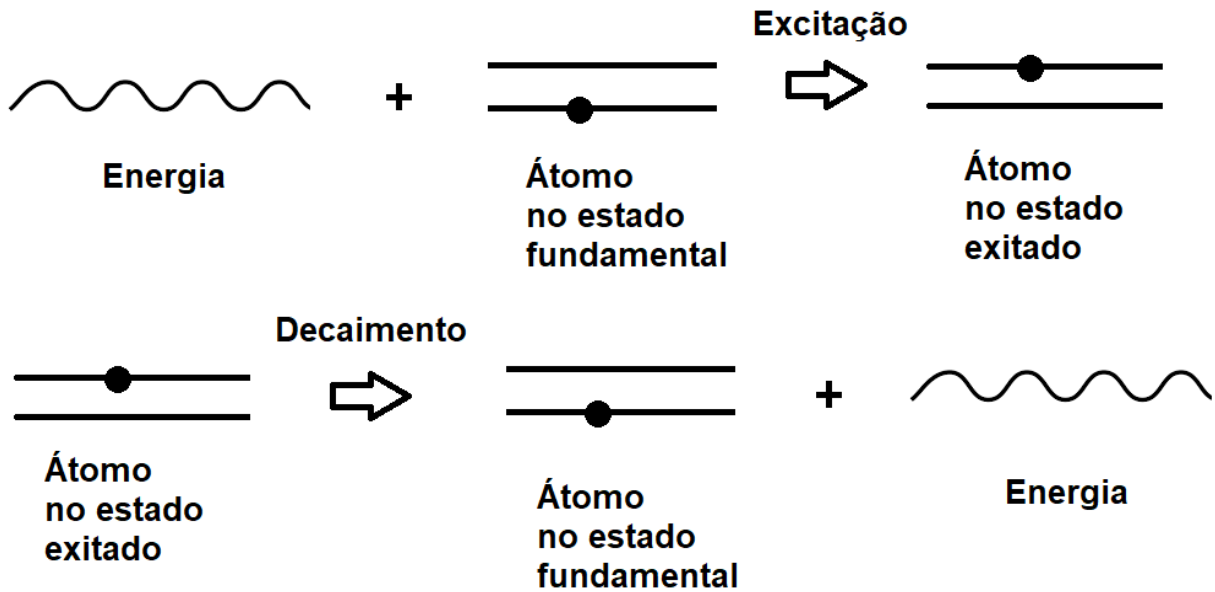 Excitação
+
Energia
Átomo
no estado
fundamental
Átomo
no estado
exitado
Decaimento
+
Átomo
no estado
exitado
Átomo
no estado
fundamental
Energia